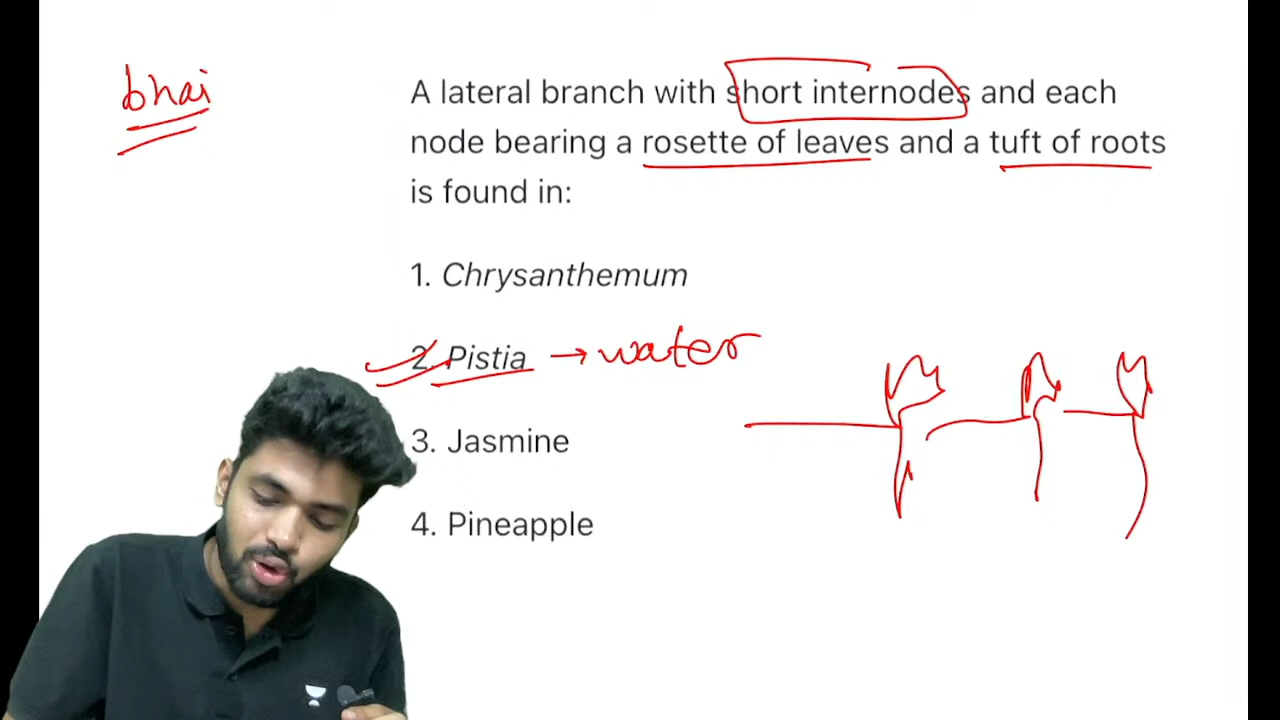 bhai
A lateral branch with short internodes and each
node bearing a rosette of leaves and a tuft of roots
is found in:
1. Chrysanthemum
2. Pistia → water
3. Jasmine
4. Pineapple